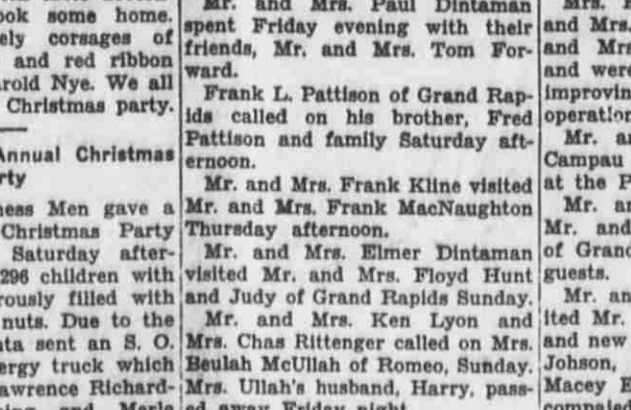 ook some home.
ely corsages of
and red ribbon
arold Nye. We all
Christmas party.
Annual Christmas
rty
ness Men gave a
Christmas Party
Saturday after-
296 children with
rously filled with
nuts. Due to the
nta sent an S. O.
ergy truck which
awrence Richard-
Mr. and Mrs. Paul Dintaman
spent Friday evening with their
friends, Mr. and Mrs. Tom For-
ward.
Frank L. Pattison of Grand Rap-
ids called on his brother, Fred
Pattison and family Saturday aft-
ernoon.
Mr. and Mrs. Frank Kline visited
Mr. and Mrs. Frank MacNaughton
Thursday afternoon.
Mr. and Mrs. Elmer Dintaman
visited Mr. and Mrs. Floyd Hunt
and Judy of Grand Rapids Sunday.
Mr. and Mrs. Ken Lyon and
Mrs. Chas Rittenger called on Mrs.
Beulah McUllah of Romeo, Sunday.
Mrs. Ullah's husband, Harry, pass-
ed away Friday night
and Mrs
and Mrs
and were
improvin
operation
Mr. an
Campau
at the P
Mr. an
Mr. and
of Grand
guests.
Mr. an
ited Mr.
and new
Johson,
Macey E